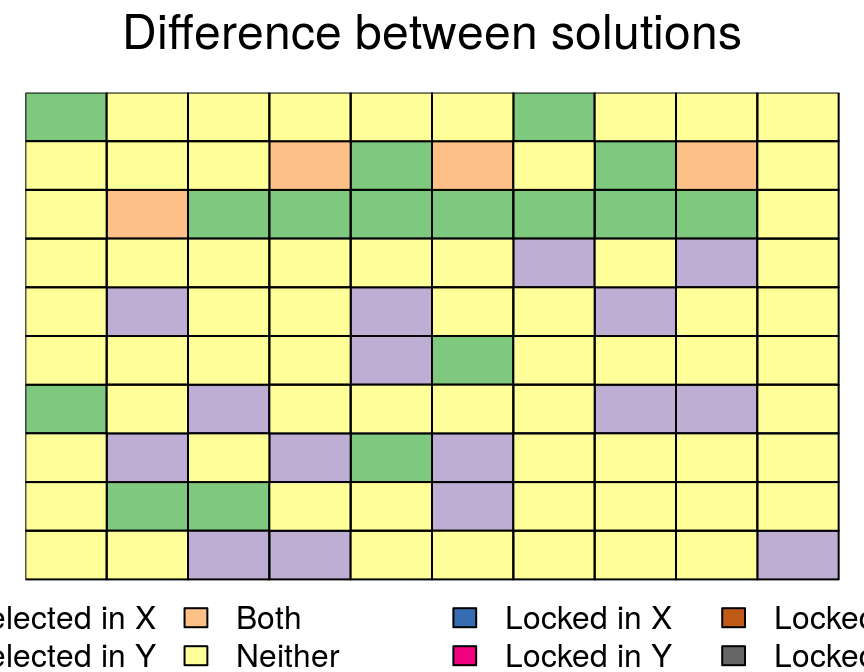 Difference between solutions
elected in X Both Locked in X Locked
elected in Y Neither Locked in Y Locked